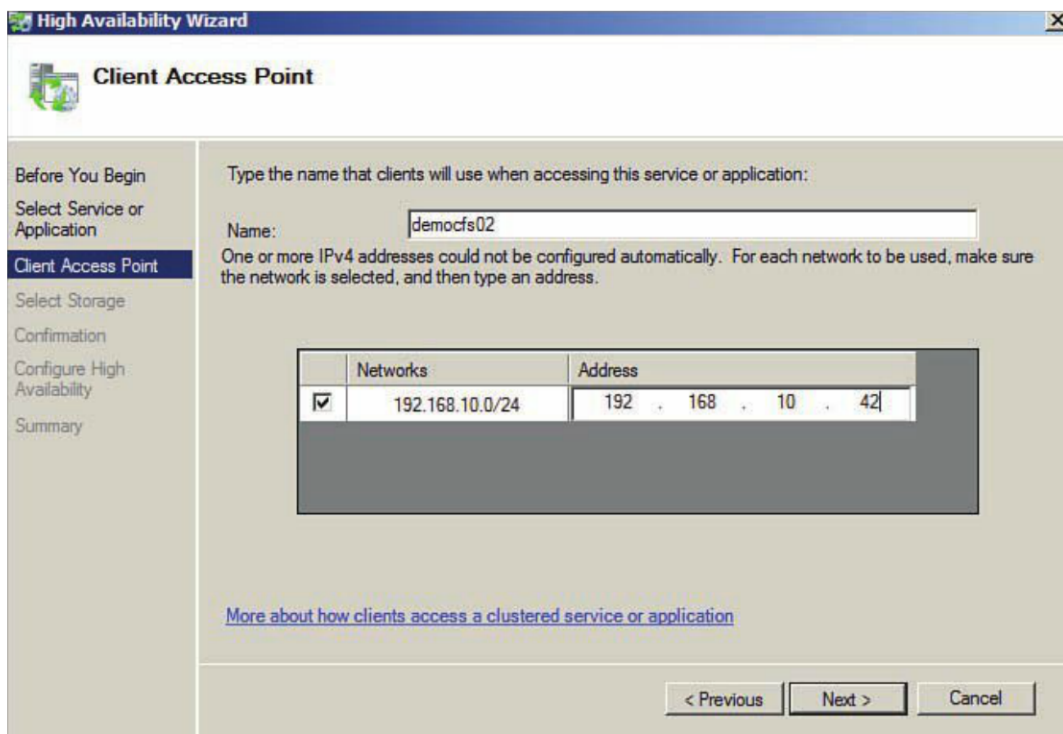 High Availability Wizard
Client Access Point
Before You Begin
Select Service or
Application
Client Access Point
Select Storage
Confirmation
Configure High
Availability
Summary
Type the name that clients will use when accessing this service or application:
Name: democfs02
One or more IPv4 addresses could not be configured automatically. For each network to be used, make sure
the network is selected, and then type an address.
Networks Address
192.168.10.0/24 192 . 168 . 10 . 42
More about how clients access a clustered service or application
< Previous Next > Cancel